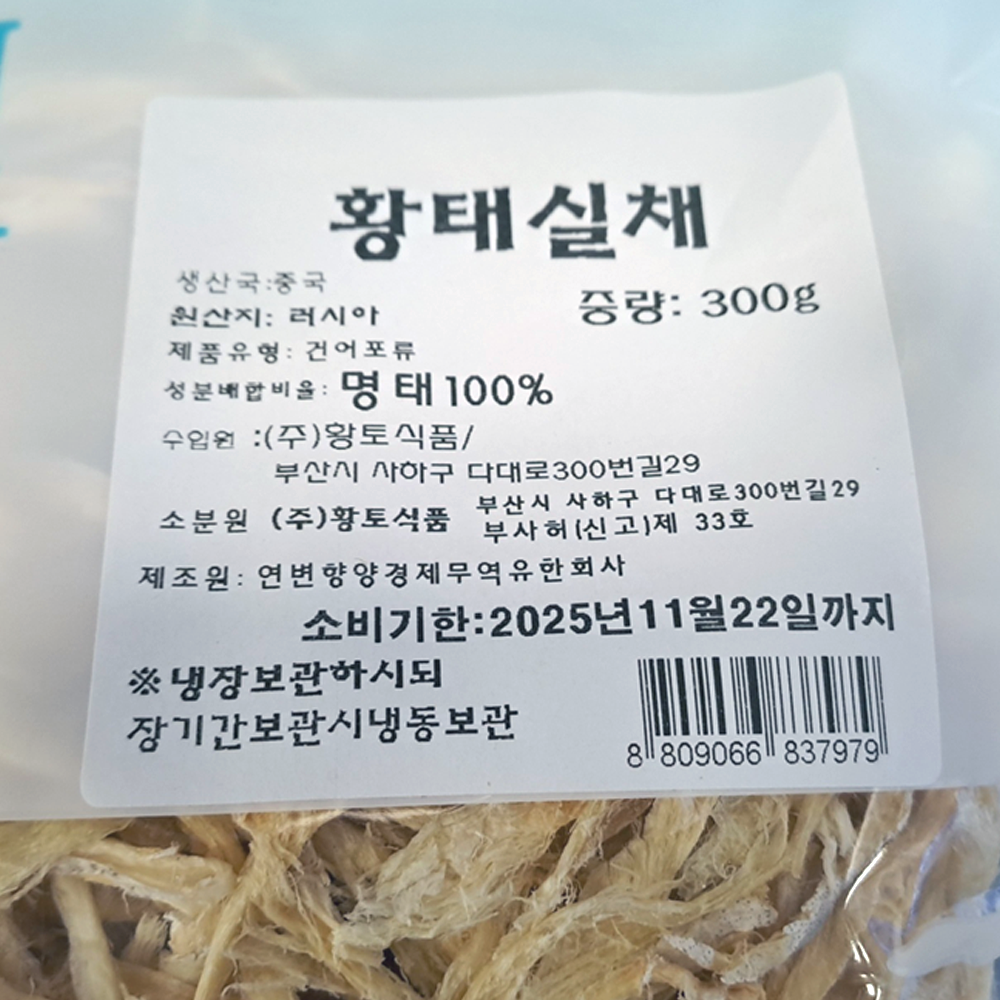 황태실채
생산국:중국
중량: 300g
원산지: 러시아
제품유형: 건어포류
성분배합비율: 명태100%
수입원 :(주)황토식품/
부산시 사하구 다대로300번길29
소분원 (주)황토식품 부산시 사하구 다대로300번길29
부사허(신고)제 33호
제조원: 연변향양경제무역유한회사
소비기한:2025년11월22일까지
※냉장보관하시되
장기간보관시냉동보관
8 809066 837979